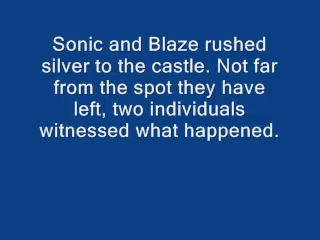 Sonic and Blaze rushed
silver to the castle. Not far
from the spot they have
left, two individuals
witnessed what happened.